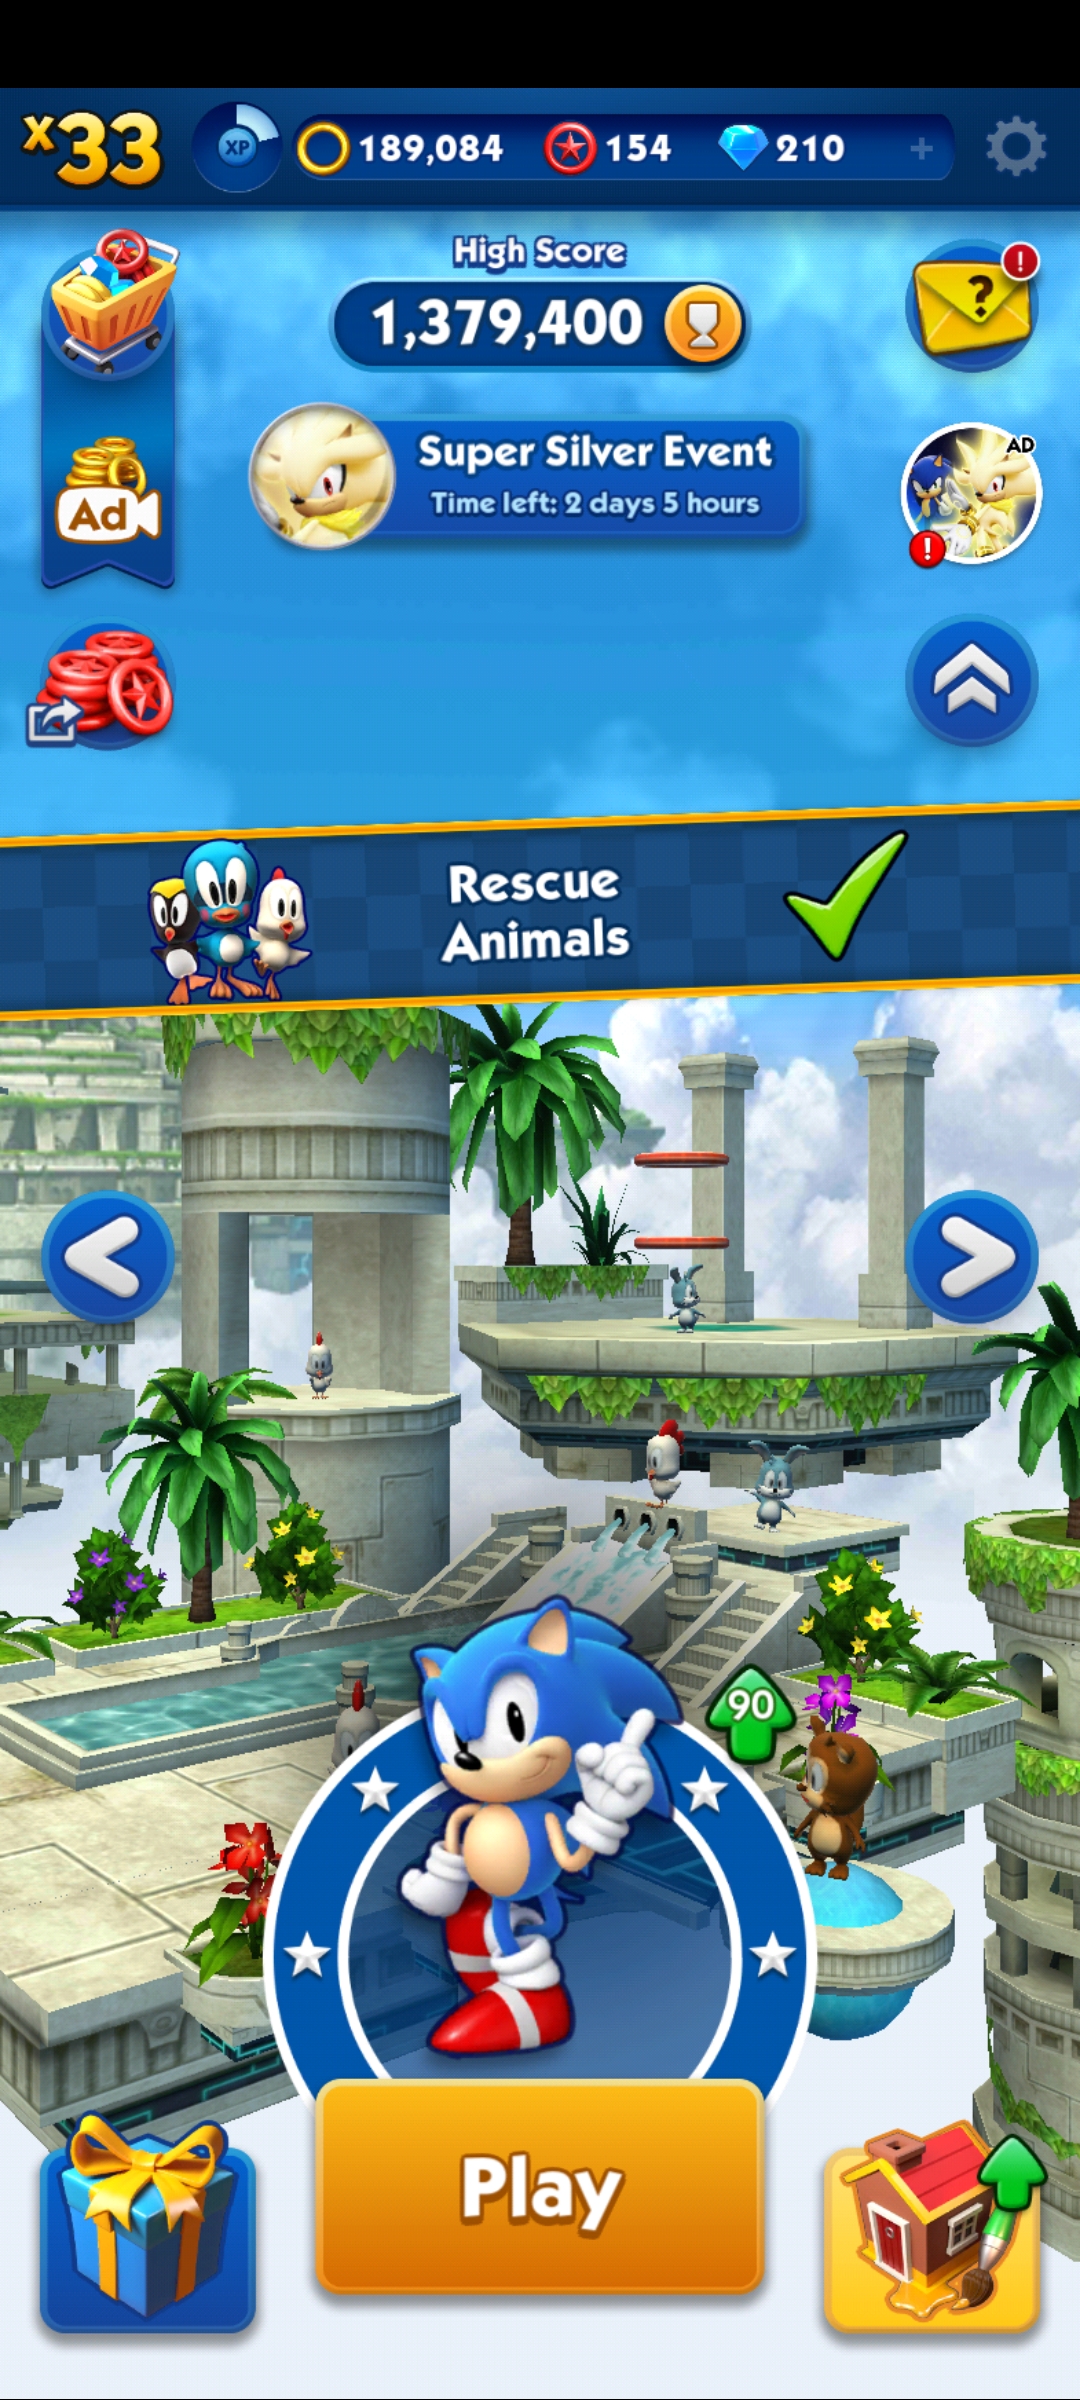 x33
XP
189,084
154
210
+
High Score
1,379,400
?
!
Super Silver Event
Time left: 2 days 5 hours
AD
!
Ad
Rescue
Animals
90
Play